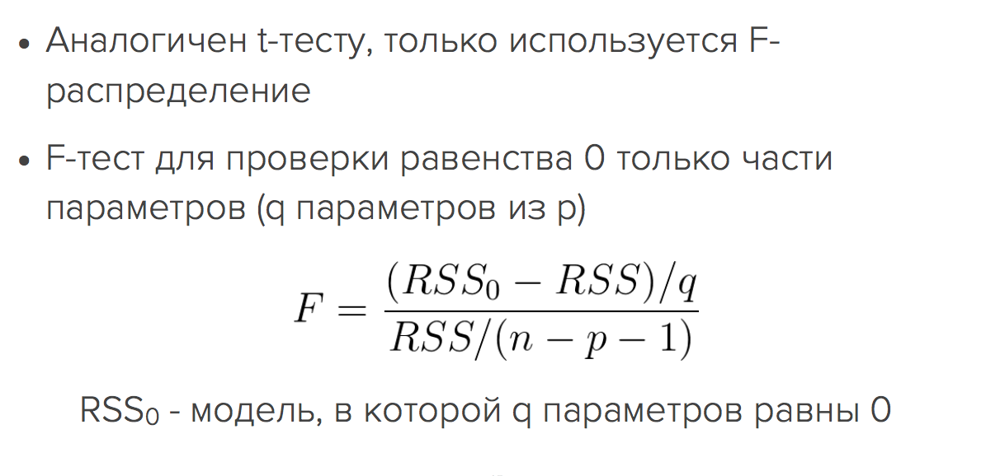 • Аналогичен t-тесту, только используется F-
распределение
• F-тест для проверки равенства 0 только части
параметров (q параметров из p)
F = \frac{(RSS_0 - RSS)/q}{RSS/(n - p - 1)}
RSS₀ - модель, в которой q параметров равны 0